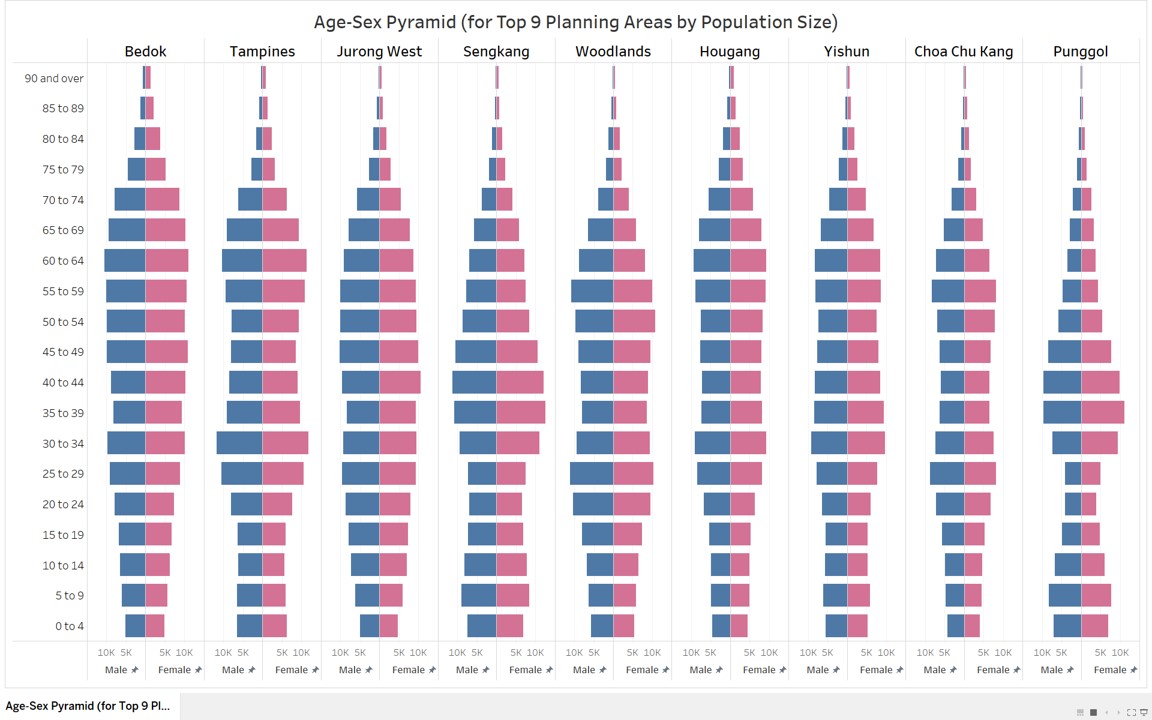 Age-Sex Pyramid (for Top 9 Planning Areas by Population Size)
Bedok Tampines Jurong West Sengkang Woodlands Hougang Yishun Choa Chu Kang Punggol
90 and over
85 to 89
80 to 84
75 to 79
70 to 74
65 to 69
60 to 64
55 to 59
50 to 54
45 to 49
40 to 44
35 to 39
30 to 34
25 to 29
20 to 24
15 to 19
10 to 14
5 to 9
0 to 4
10K 5K 5K 10K 10K 5K 5K 10K 10K 5K 5K 10K 10K 5K 5K 10K 10K 5K 5K 10K 10K 5K 5K 10K 10K 5K 5K 10K 10K 5K 5K 10K 10K 5K 5K 10K
Male Female Male Female Male Female Male Female Male Female Male Female Male Female Male Female Male Female
Age-Sex Pyramid (for Top 9 Pl...